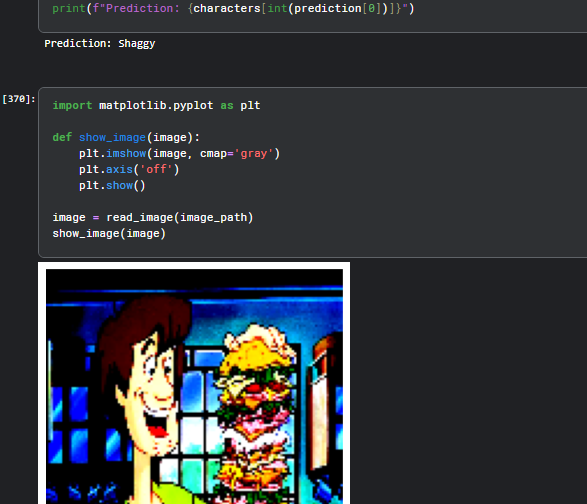 print(f"Prediction: {characters[int(prediction[0])]}")
Prediction: Shaggy
[370]:
import matplotlib.pyplot as plt
def show_image(image):
    plt.imshow(image, cmap='gray')
    plt.axis('off')
    plt.show()
image = read_image(image_path)
show_image(image)